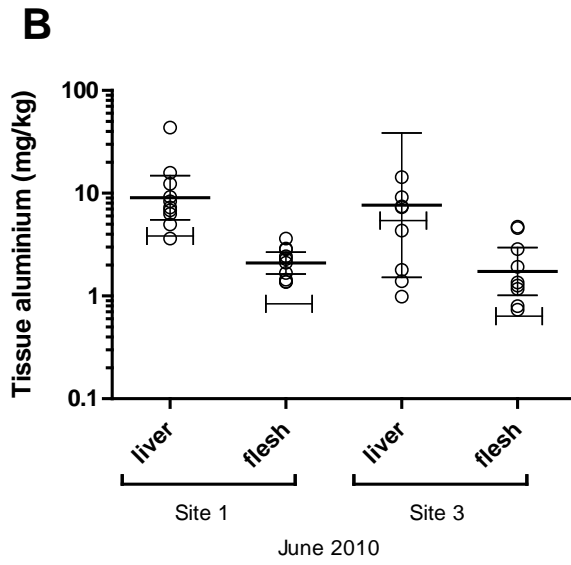 B
Tissue aluminium (mg/kg)
100
10
1
0.1
liver
flesh
liver
flesh
Site 1
Site 3
June 2010